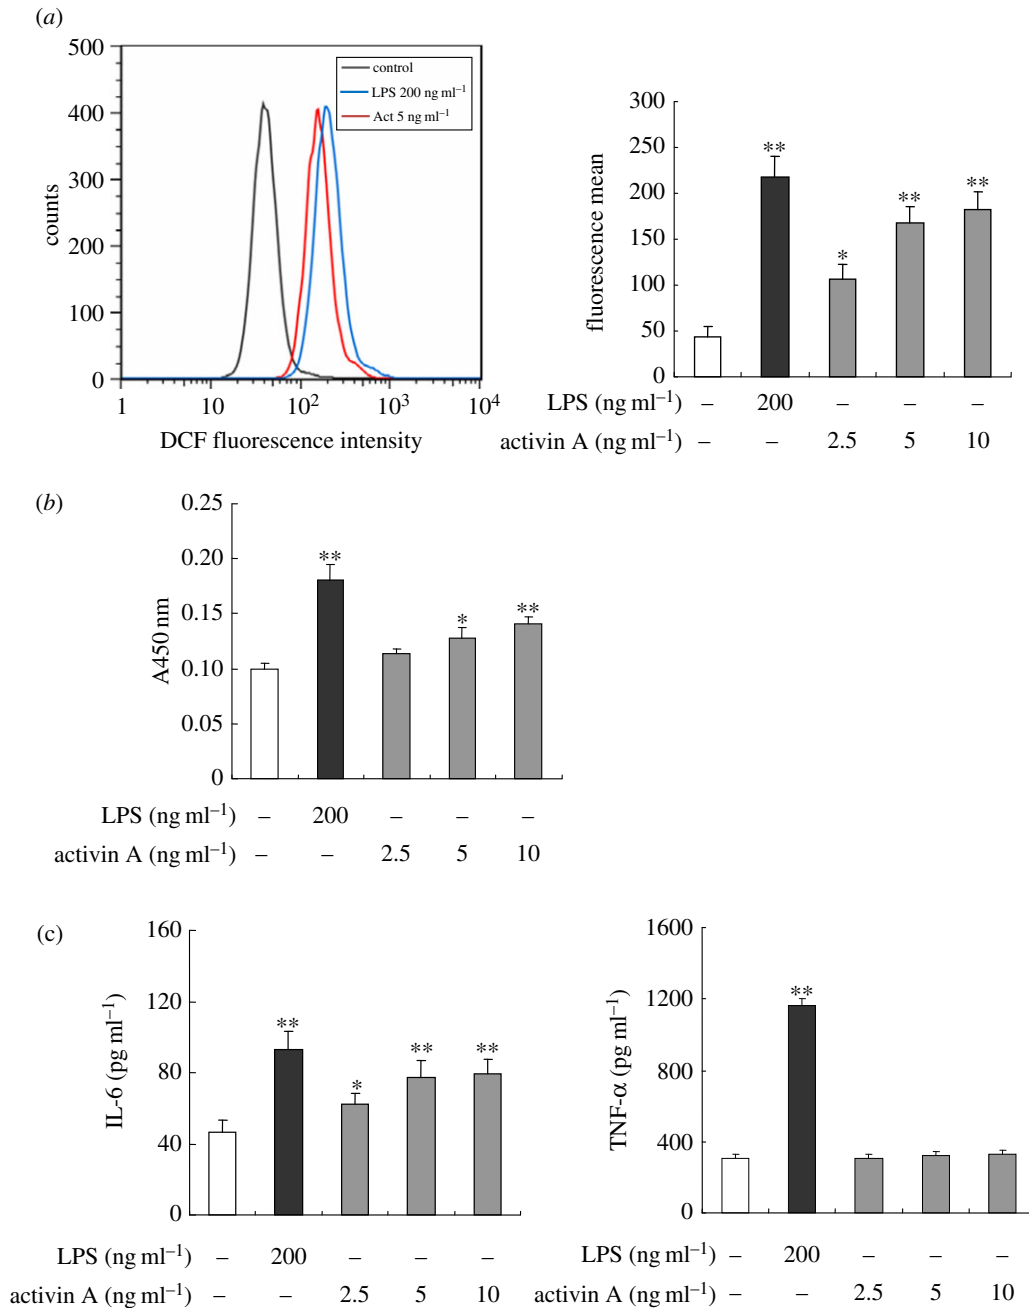 (a)
500
400
300
200
100
0
counts
control
LPS 200 ng ml⁻¹
Act 5 ng ml⁻¹
1 10 10² 10³ 10⁴
DCF fluorescence intensity
300
250
200
150
100
50
0
fluorescence mean
** * ** **
LPS (ng ml⁻¹) – 200 – – –
activin A (ng ml⁻¹) – – 2.5 5 10
(b)
0.25
0.20
0.15
0.10
0.05
0
A450 nm
** * **
LPS (ng ml⁻¹) – 200 – – –
activin A (ng ml⁻¹) – – 2.5 5 10
(c)
160
120
80
40
0
IL-6 (pg ml⁻¹)
** * ** **
LPS (ng ml⁻¹) – 200 – – –
activin A (ng ml⁻¹) – – 2.5 5 10
1600
1200
800
400
0
TNF-α (pg ml⁻¹)
**
LPS (ng ml⁻¹) – 200 – – –
activin A (ng ml⁻¹) – – 2.5 5 10